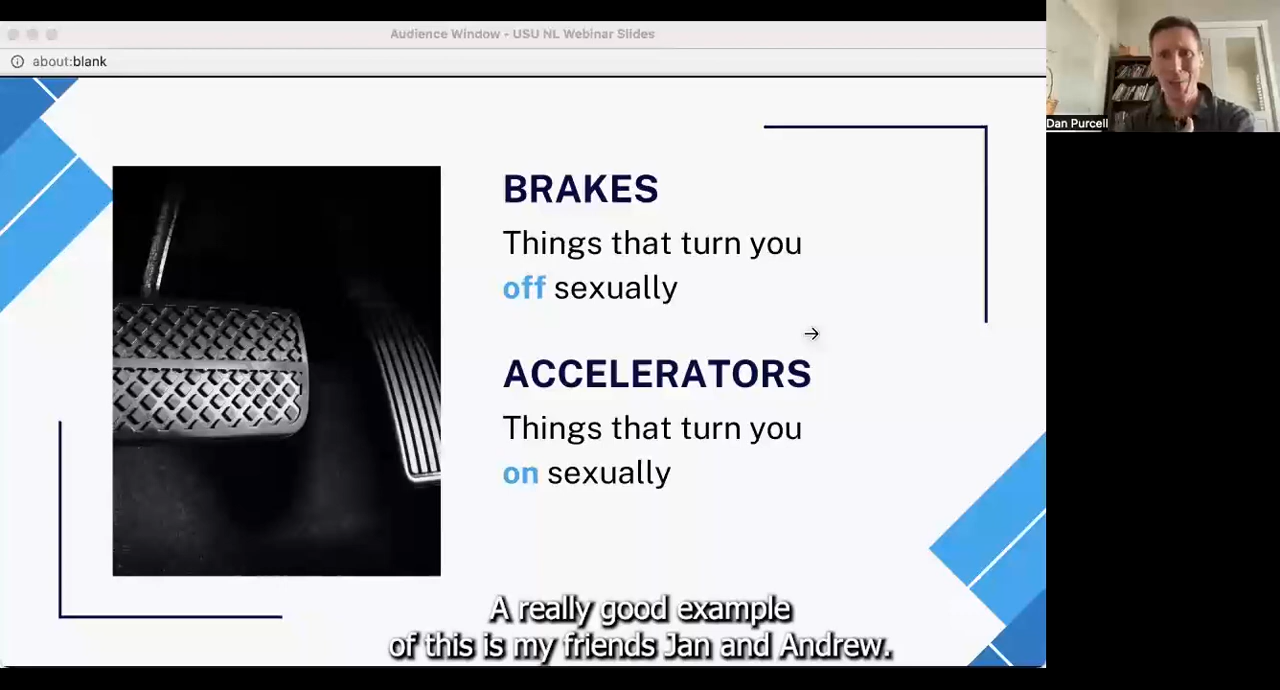 Audience Window - USU NL Webinar Slides
about:blank
Dan Purcell
BRAKES
Things that turn you
off sexually
ACCELERATORS
Things that turn you
on sexually
A really good example
of this is my friends Jan and Andrew.